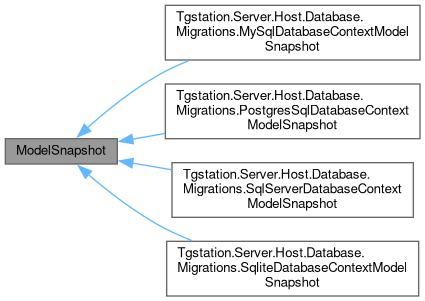 Tgstation.Server.Host.Database.
Migrations.MySqlDatabaseContextModel
Snapshot
Tgstation.Server.Host.Database.
Migrations.PostgresSqlDatabaseContext
ModelSnapshot
ModelSnapshot
Tgstation.Server.Host.Database.
Migrations.SqlServerDatabaseContext
ModelSnapshot
Tgstation.Server.Host.Database.
Migrations.SqliteDatabaseContextModel
Snapshot